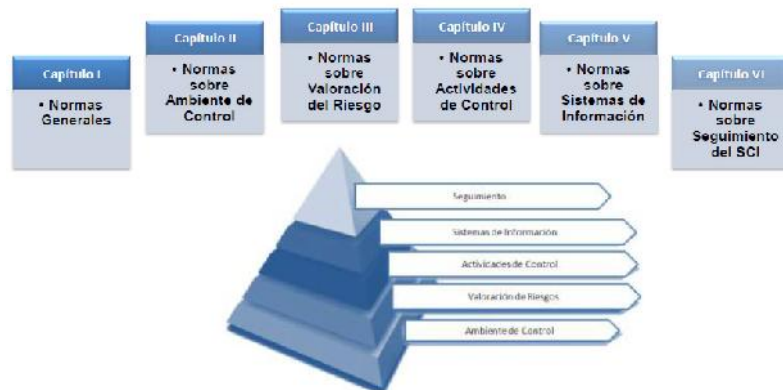 Capítulo I
• Normas
Generales
Capítulo II
• Normas
sobre
Ambiente de
Control
Capítulo III
• Normas
sobre
Valoración
del Riesgo
Capítulo IV
• Normas
sobre
Actividades
de Control
Capítulo V
• Normas
sobre
Sistemas de
Información
Capítulo VI
• Normas
sobre
Seguimiento
del SCI
Seguimiento
Sistemas de Información
Actividades de Control
Valoración de Riesgos
Ambiente de Control